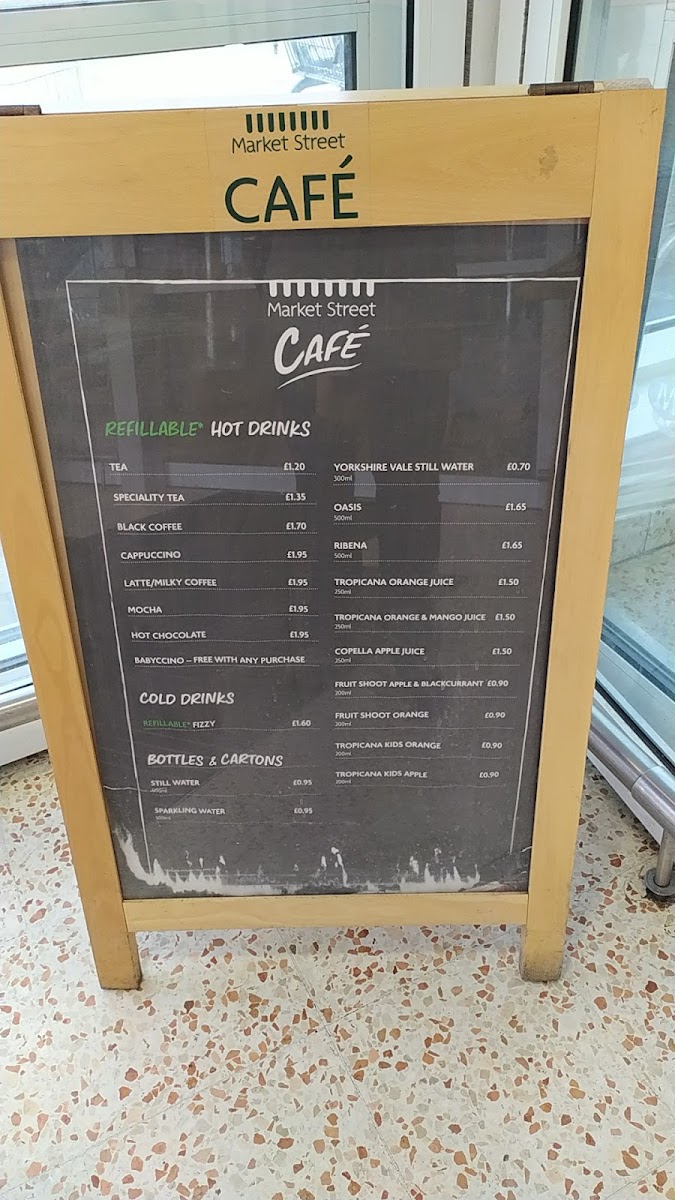 Market Street
CAFÉ
Market Street
CAFÉ
REFILLABLE* HOT DRINKS
TEA £1.20
SPECIALITY TEA £1.35
BLACK COFFEE £1.70
CAPPUCCINO £1.95
LATTE/MILKY COFFEE £1.95
MOCHA £1.95
HOT CHOCOLATE £1.95
BABYCCINO – FREE WITH ANY PURCHASE
COLD DRINKS
REFILLABLE* FIZZY £1.60
BOTTLES & CARTONS
STILL WATER £0.95
SPARKLING WATER £0.95
YORKSHIRE VALE STILL WATER £0.70
300ml
OASIS £1.65
500ml
RIBENA £1.65
500ml
TROPICANA ORANGE JUICE £1.50
250ml
TROPICANA ORANGE & MANGO JUICE £1.50
250ml
COPELLA APPLE JUICE £1.50
250ml
FRUIT SHOOT APPLE & BLACKCURRANT £0.90
200ml
FRUIT SHOOT ORANGE £0.90
200ml
TROPICANA KIDS ORANGE £0.90
200ml
TROPICANA KIDS APPLE £0.90
200ml